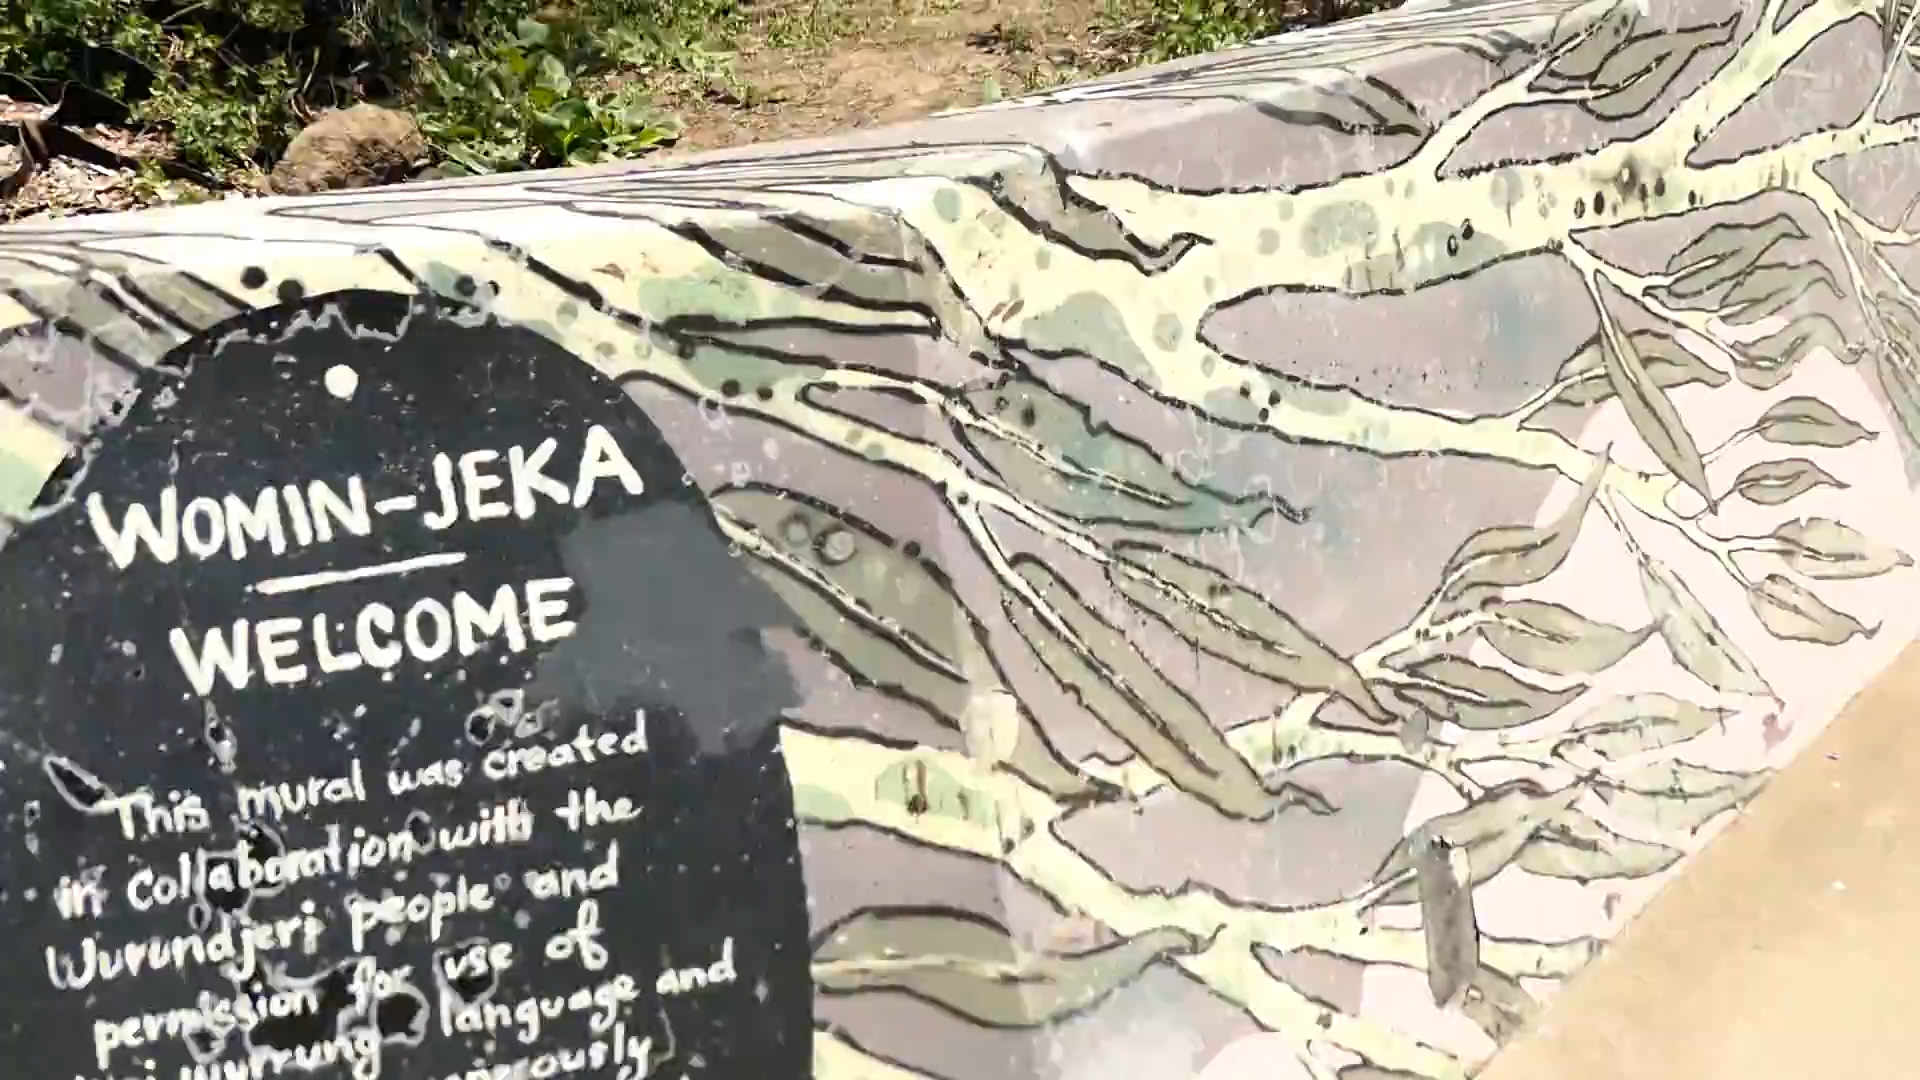 WOMIN-JEKA
WELCOME
This mural was created
in collaboration with the
Wurundjeri people and
permission for use of
wurrung language and